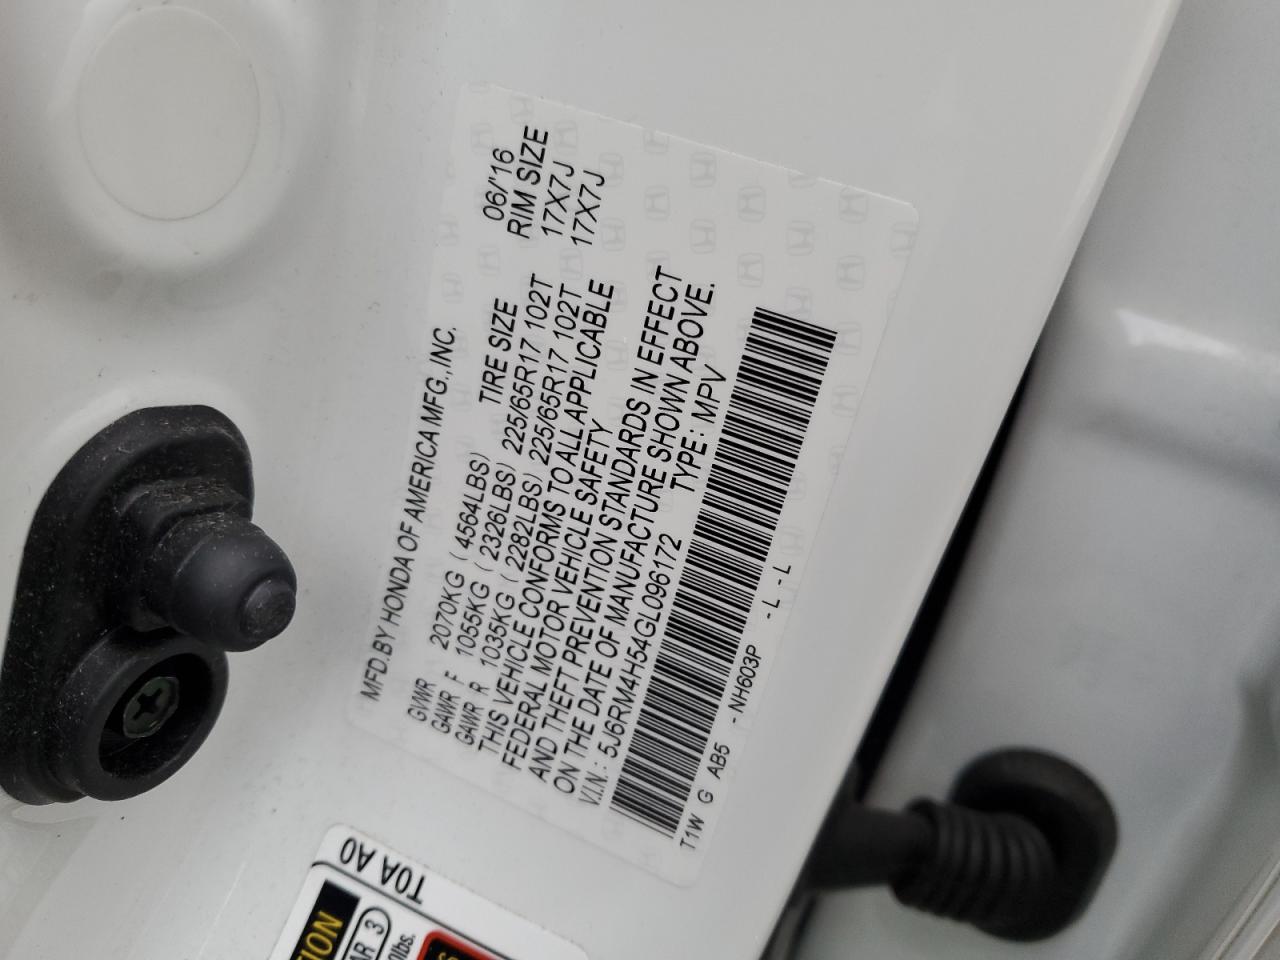 MFD.BY HONDA OF AMERICA MFG.,INC. 06/'16
TIRE SIZE RIM SIZE
GVWR 2070KG ( 4564LBS)
GAWR F 1055KG ( 2326LBS) 225/65R17 102T 17X7J
GAWR R 1035KG ( 2282LBS) 225/65R17 102T 17X7J
THIS VEHICLE CONFORMS TO ALL APPLICABLE
FEDERAL MOTOR VEHICLE SAFETY
AND THEFT PREVENTION STANDARDS IN EFFECT
ON THE DATE OF MANUFACTURE SHOWN ABOVE.
V.I.N.: 5J6RM4H54GL096172 TYPE: MPV
T1W G AB5 - NH603P - L - L
T0A A0
AR 3
lbs.